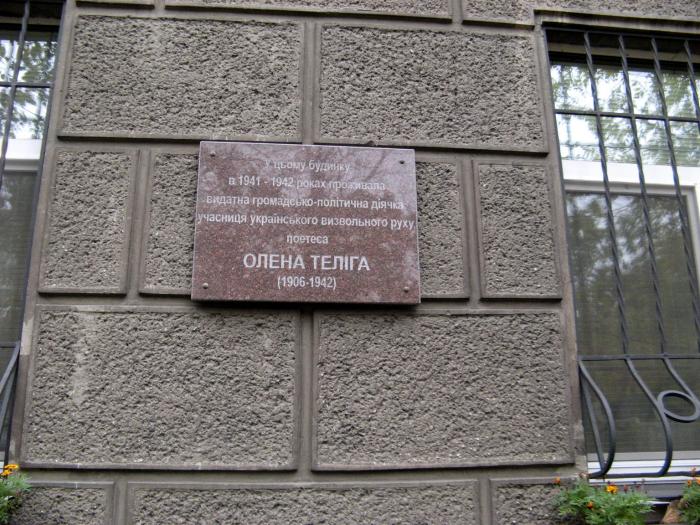 У цьому будинку
в 1941 - 1942 роках проживала
видатна громадсько-політична діячка,
учасниця українського визвольного руху,
поетеса
ОЛЕНА ТЕЛІГА
(1906-1942)